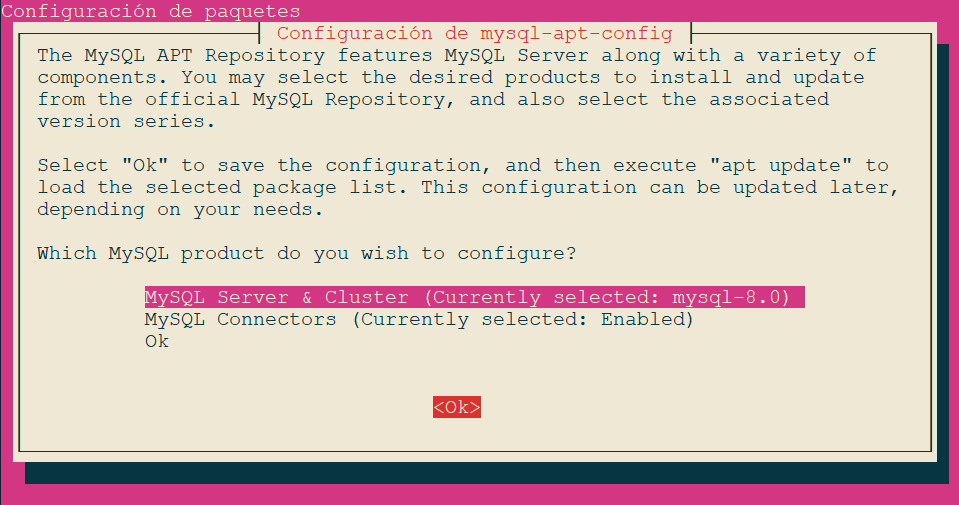 Configuración de paquetes
Configuración de mysql-apt-config
The MySQL APT Repository features MySQL Server along with a variety of
components. You may select the desired products to install and update
from the official MySQL Repository, and also select the associated
version series.
Select "Ok" to save the configuration, and then execute "apt update" to
load the selected package list. This configuration can be updated later,
depending on your needs.
Which MySQL product do you wish to configure?
MySQL Server & Cluster (Currently selected: mysql-8.0)
MySQL Connectors (Currently selected: Enabled)
Ok
<Ok>